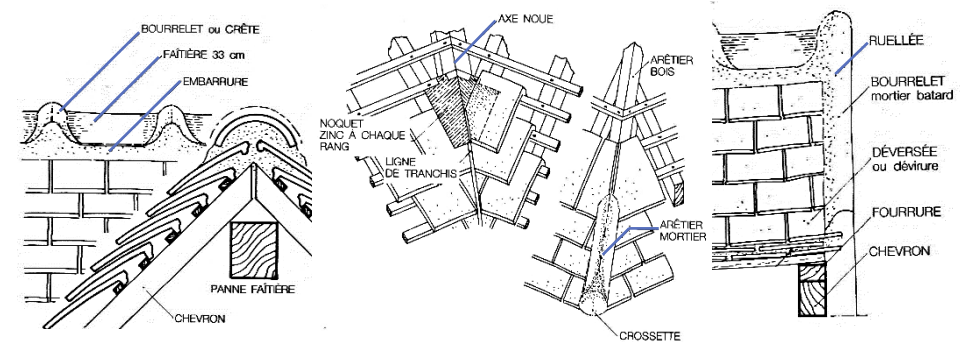 BOURRELET ou CRÊTE
FAÎTIÈRE 33 cm
EMBARRURE
PANNE FAÎTIÈRE
CHEVRON
AXE NOUE
ARÊTIER
BOIS
NOQUET
ZINC À CHAQUE
RANG
LIGNE
DE TRANCHIS
ARÊTIER
MORTIER
CROSSETTE
RUELLÉE
BOURRELET
mortier batard
DÉVERSÉE
ou dévirure
FOURRURE
CHEVRON